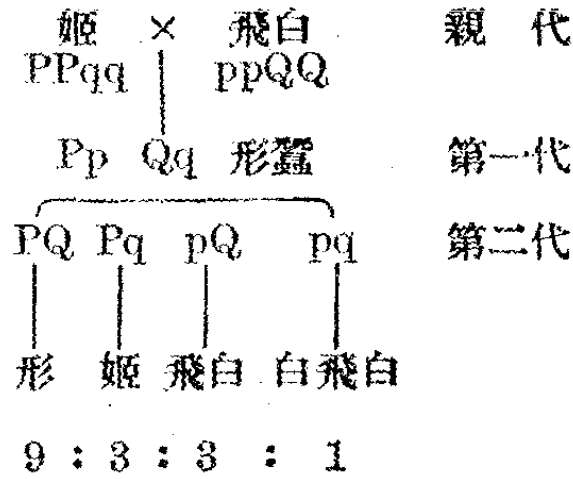 姬 × 飛白 親代
PPqq ppQQ
Pp Qq 形蠶 第一代
PQ Pq pQ pq 第二代
形 姬 飛白 白飛白
9 : 3 : 3 : 1